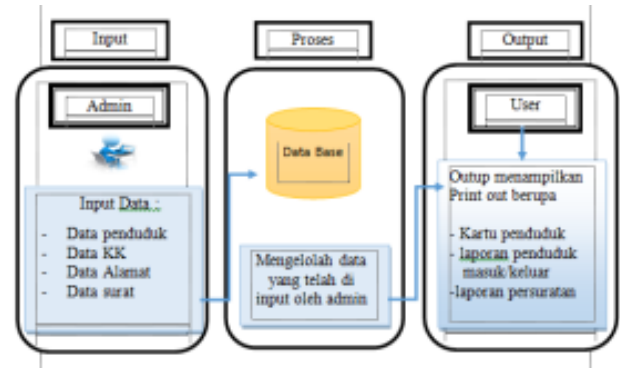 Input
Proses
Output
Admin
Input Data :
- Data penduduk
- Data KK
- Data Alamat
- Data surat
Data Base
Mengelolah data
yang telah di
input oleh admin
User
Outup menampilkan
Print out berupa
- Kartu penduduk
- laporan penduduk
masuk/keluar
-laporan persuratan